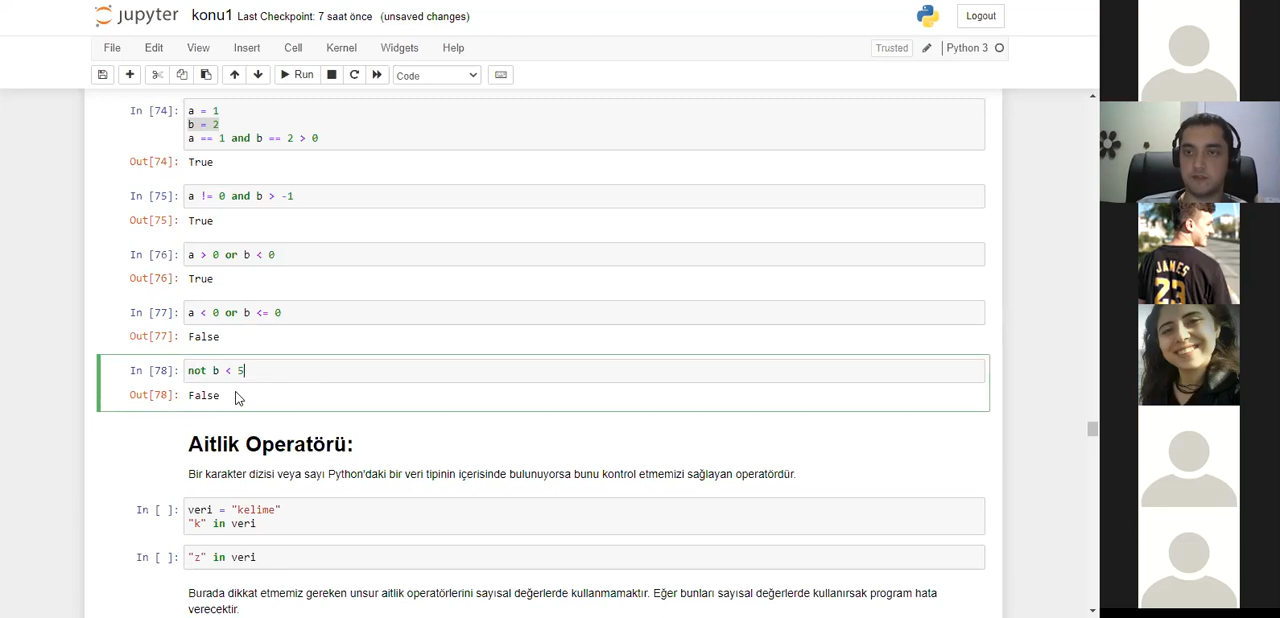 jupyter konu1 Last Checkpoint: 7 saat önce (unsaved changes) Logout
File Edit View Insert Cell Kernel Widgets Help Trusted Python 3
Run Code
In [74]: a = 1
b = 2
a == 1 and b == 2 > 0
Out[74]: True
In [75]: a != 0 and b > -1
Out[75]: True
In [76]: a > 0 or b < 0
Out[76]: True
In [77]: a < 0 or b <= 0
Out[77]: False
In [78]: not b < 5
Out[78]: False
Aitlik Operatörü:
Bir karakter dizisi veya sayı Python'daki bir veri tipinin içerisinde bulunuyorsa bunu kontrol etmemizi sağlayan operatördür.
In [ ]: veri = "kelime"
"k" in veri
In [ ]: "z" in veri
Burada dikkat etmemiz gereken unsur aitlik operatörlerini sayısal değerlerde kullanmamaktır. Eğer bunları sayısal değerlerde kullanırsak program hata
verecektir.
JAMES
23